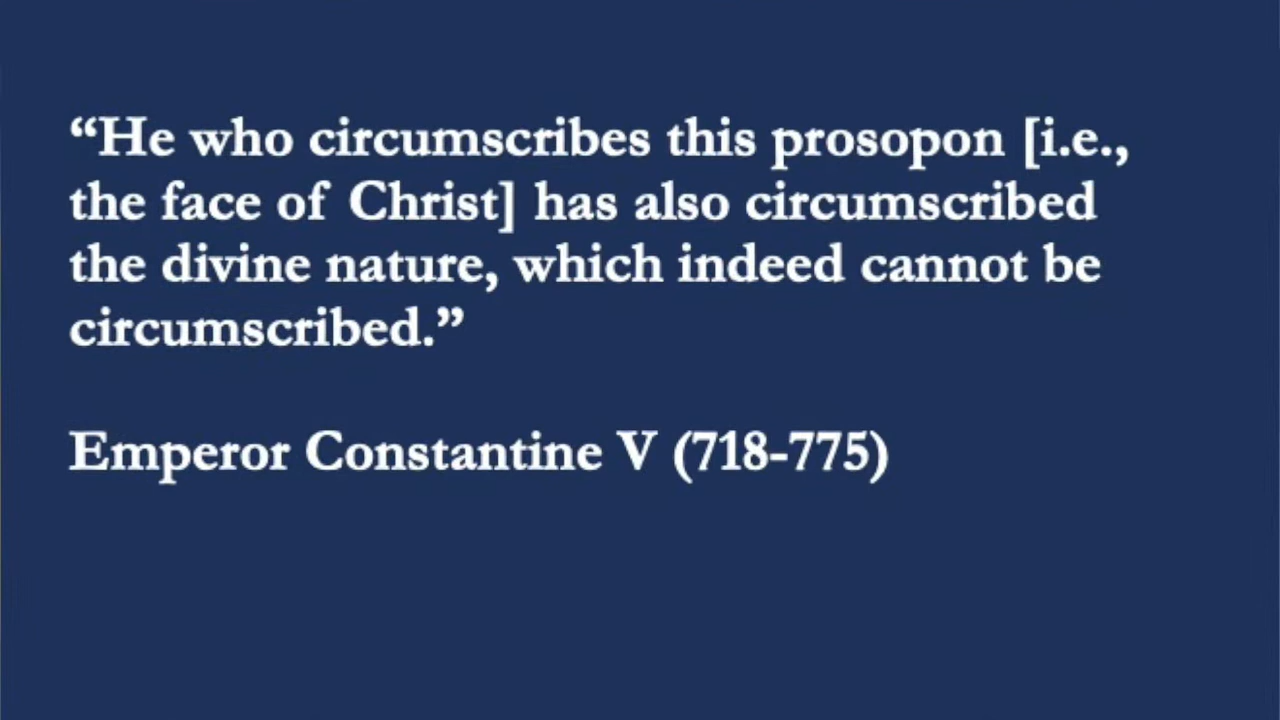 “He who circumscribes this prosopon [i.e.,
the face of Christ] has also circumscribed
the divine nature, which indeed cannot be
circumscribed.”
Emperor Constantine V (718-775)